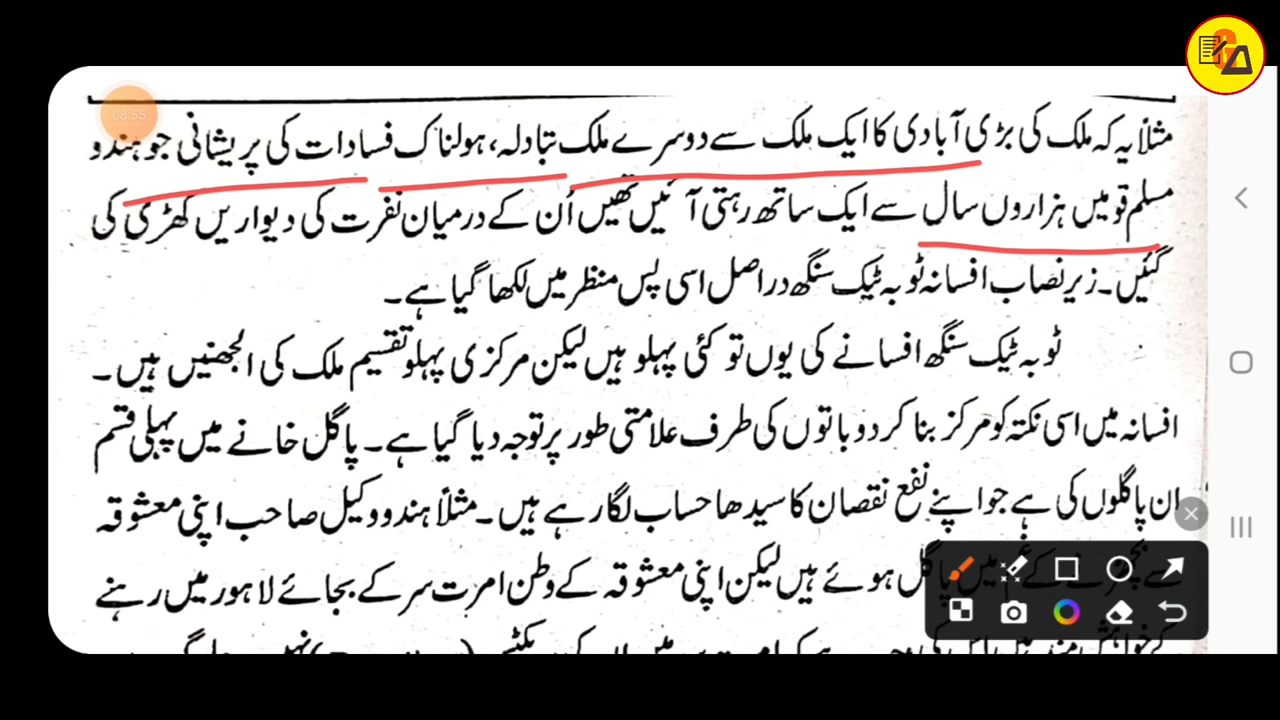 08:55
مثلاً یہ کہ ملک کی بڑی آبادی کا ایک ملک سے دوسرے ملک تبادلہ، ہولناک فسادات کی پریشانی جو ہندو
مسلم قومیں ہزاروں سال سے ایک ساتھ رہتی آئیں تھیں اُن کے درمیان نفرت کی دیواریں کھڑی کی
گئیں۔ زیر نصاب افسانہ ٹوبہ ٹیک سنگھ دراصل اسی پس منظر میں لکھا گیا ہے۔
ٹوبہ ٹیک سنگھ افسانے کی یوں تو کئی پہلو ہیں لیکن مرکزی پہلو تقسیم ملک کی الجھنیں ہیں۔
افسانہ میں اسی نکتہ کو مرکز بنا کر دو باتوں کی طرف علامتی طور پر توجہ دیا گیا ہے۔ پاگل خانے میں پہلی قسم
ان پاگلوں کی ہے جو اپنے نفع نقصان کا سیدھا حساب لگا رہے ہیں۔ مثلاً ہندو وکیل صاحب اپنی معشوقہ
سے کے میں پاگل ہوئے ہیں لیکن اپنی معشوقہ کے وطن امرت سر کے بجائے لاہور میں رہنے